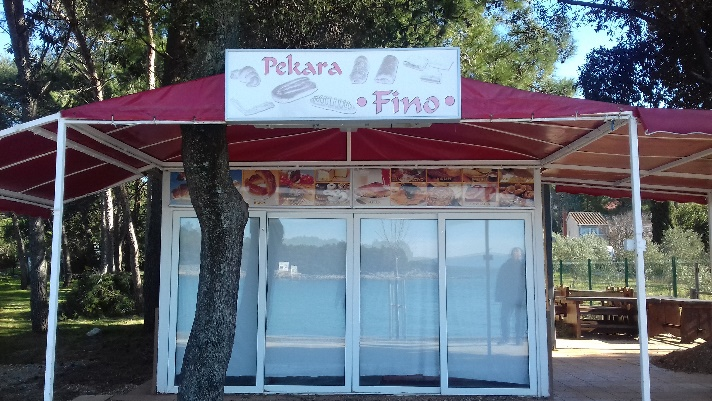 Pekara
• Fino •